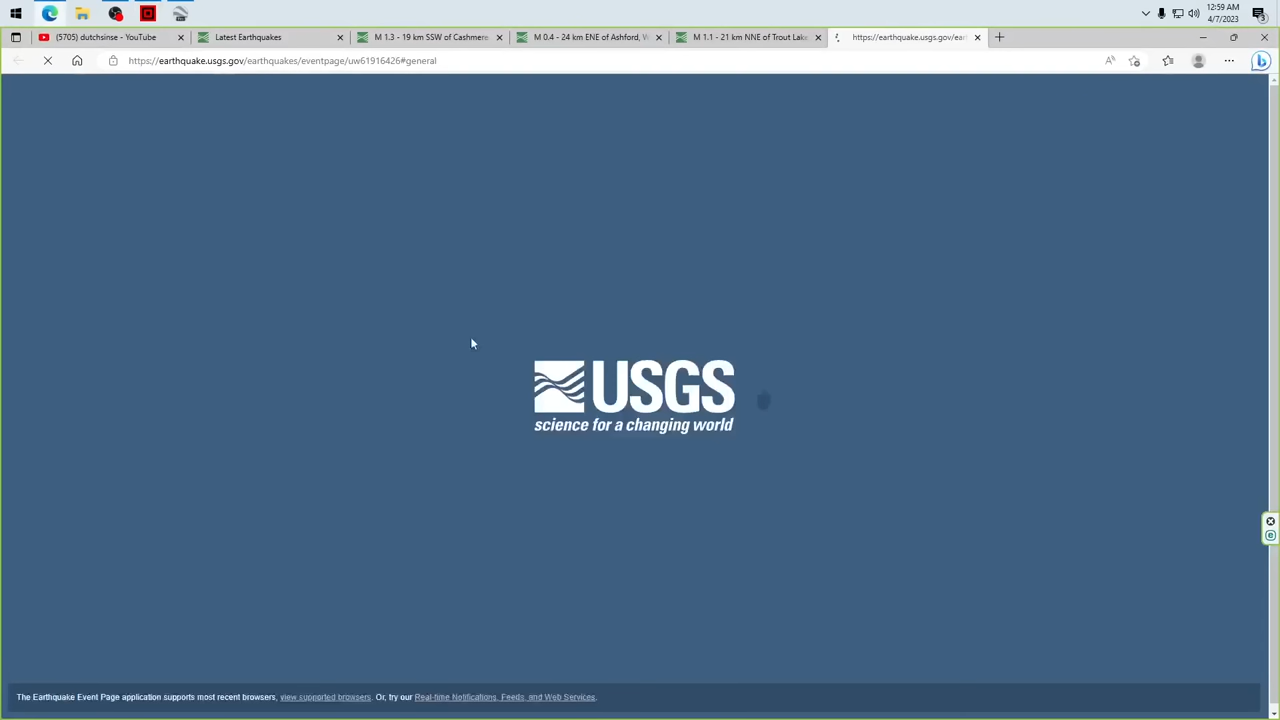 12:59 AM
4/7/2023
3
(5705) dutchsinse - YouTube
Latest Earthquakes
M 1.3 - 19 km SSW of Cashmere
M 0.4 - 24 km ENE of Ashford, W
M 1.1 - 21 km NNE of Trout Lake
https://earthquake.usgs.gov/ear
https://earthquake.usgs.gov/earthquakes/eventpage/uw61916426#general
USGS
science for a changing world
The Earthquake Event Page application supports most recent browsers, view supported browsers. Or, try our Real-time Notifications, Feeds, and Web Services.